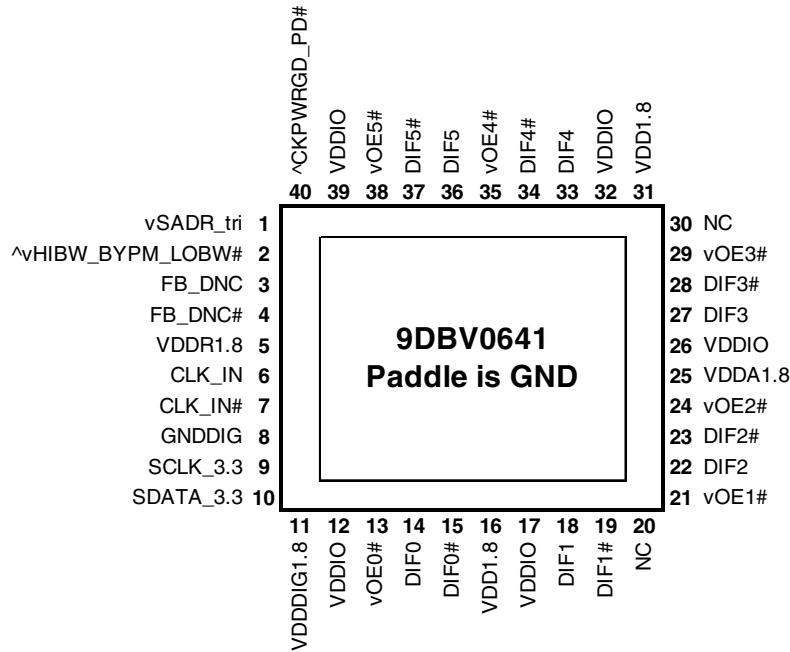 ^CKPWRGD_PD#
VDDIO
vOE5#
DIF5#
DIF5
vOE4#
DIF4#
DIF4
VDDIO
VDD1.8
40 39 38 37 36 35 34 33 32 31
vSADR_tri 1
^vHIBW_BYPM_LOBW# 2
FB_DNC 3
FB_DNC# 4
VDDR1.8 5
CLK_IN 6
CLK_IN# 7
GNDDIG 8
SCLK_3.3 9
SDATA_3.3 10
9DBV0641
Paddle is GND
30 NC
29 vOE3#
28 DIF3#
27 DIF3
26 VDDIO
25 VDDA1.8
24 vOE2#
23 DIF2#
22 DIF2
21 vOE1#
11 12 13 14 15 16 17 18 19 20
VDDDIG1.8
VDDIO
vOE0#
DIF0
DIF0#
VDD1.8
VDDIO
DIF1
DIF1#
NC